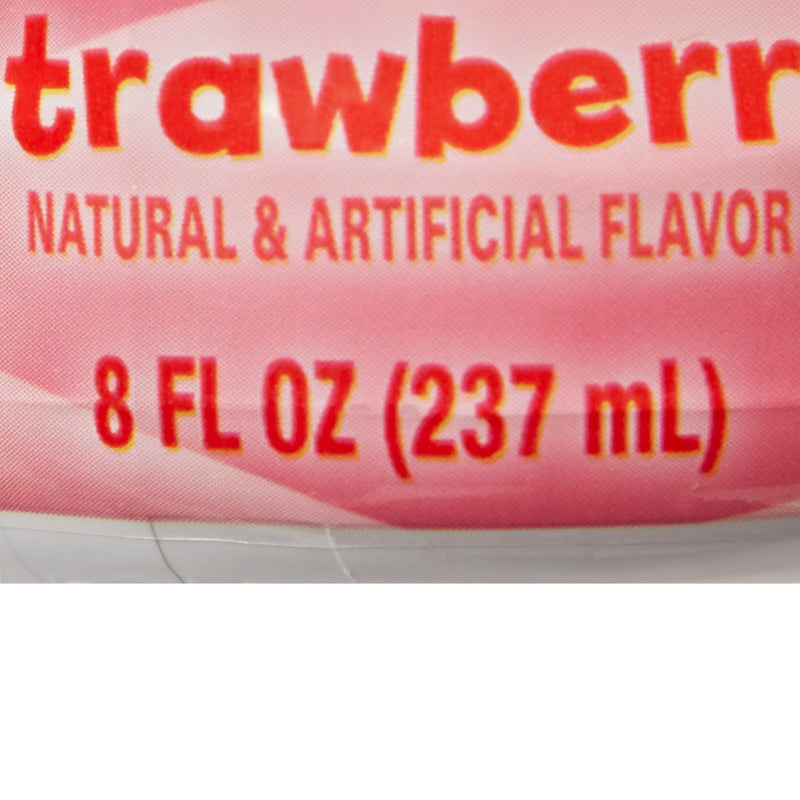 trawberr
NATURAL & ARTIFICIAL FLAVOR
8 FL OZ (237 mL)